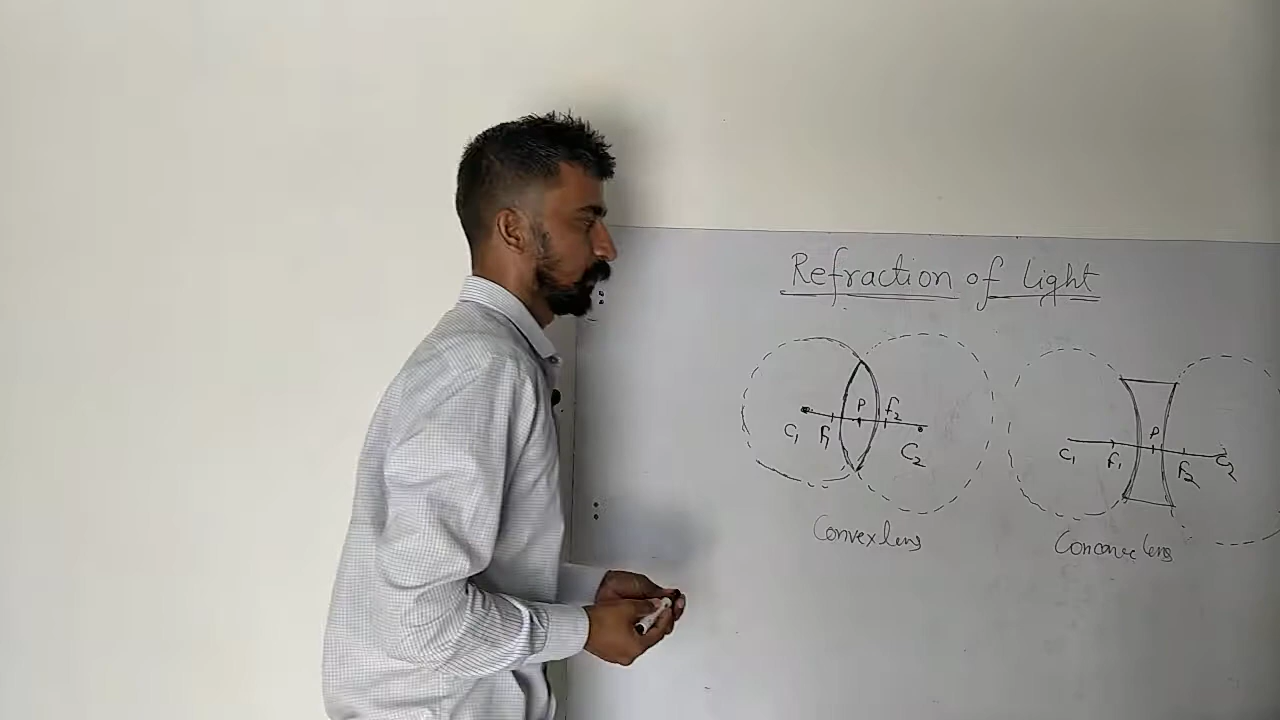 Refraction of light
P
F2
C1 F1
C2
P
C1 F1
F2 C2
Convex lens
Concave lens